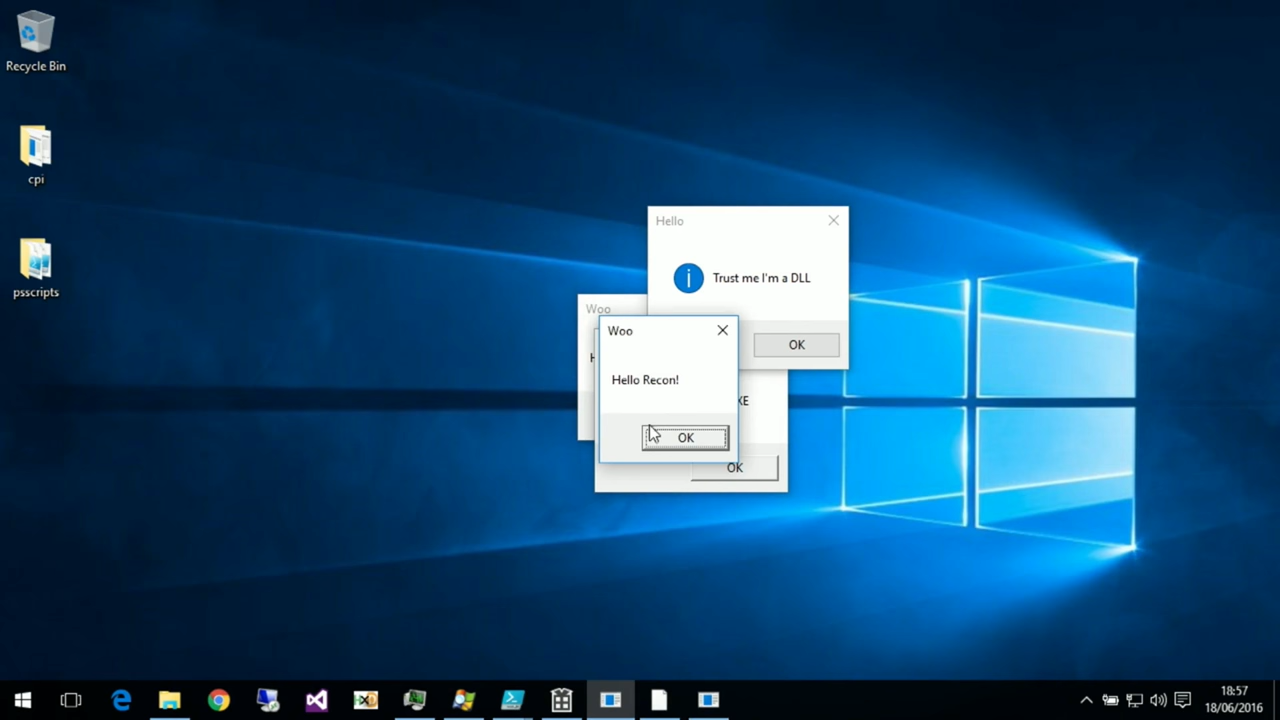 Recycle Bin
cpi
psscripts
Hello
Trust me I'm a DLL
OK
Woo
Woo
Hello Recon!
OK
OK
18:57
18/06/2016